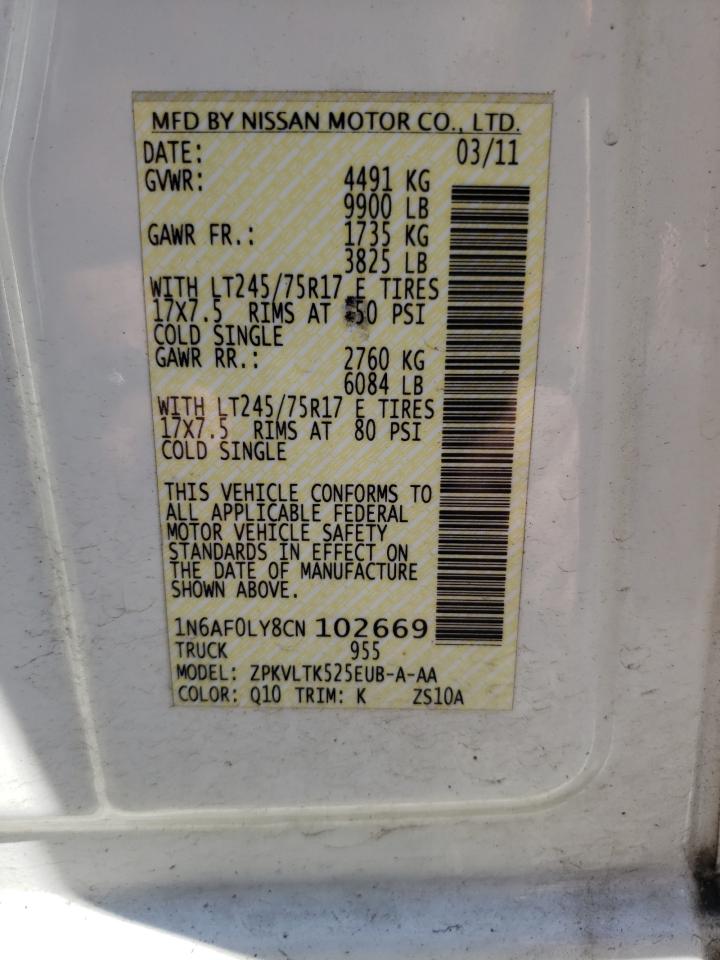 MFD BY NISSAN MOTOR CO., LTD.
DATE: 03/11
GVWR: 4491 KG
9900 LB
GAWR FR.: 1735 KG
3825 LB
WITH LT245/75R17 E TIRES
17X7.5 RIMS AT 50 PSI
COLD SINGLE
GAWR RR.: 2760 KG
6084 LB
WITH LT245/75R17 E TIRES
17X7.5 RIMS AT 80 PSI
COLD SINGLE
THIS VEHICLE CONFORMS TO
ALL APPLICABLE FEDERAL
MOTOR VEHICLE SAFETY
STANDARDS IN EFFECT ON
THE DATE OF MANUFACTURE
SHOWN ABOVE.
1N6AF0LY8CN 102669
TRUCK 955
MODEL: ZPKVLTK525EUB-A-AA
COLOR: Q10 TRIM: K ZS10A